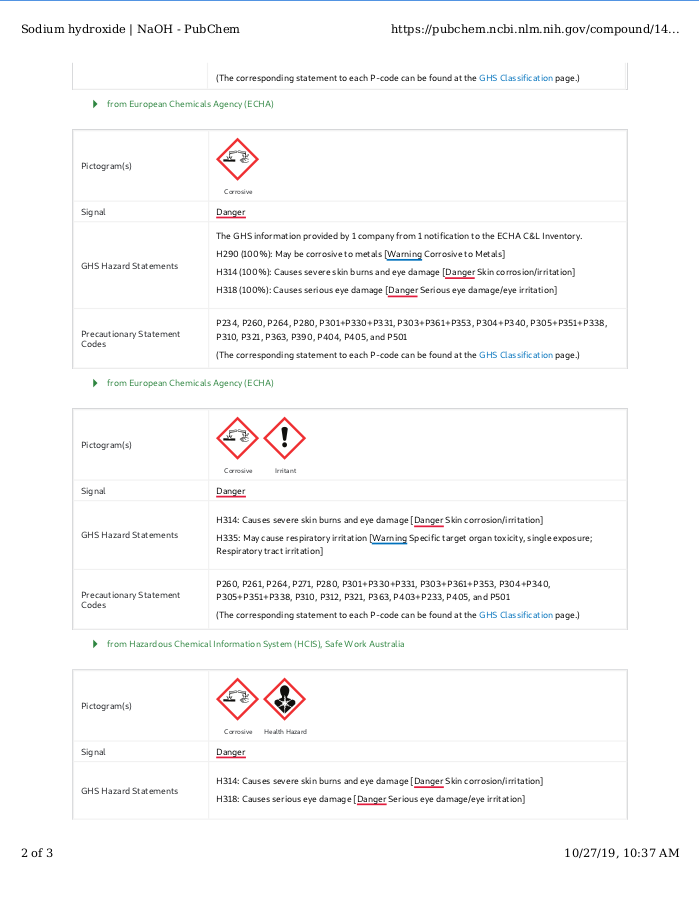 Sodium hydroxide | NaOH - PubChem
https://pubchem.ncbi.nlm.nih.gov/compound/14...
(The corresponding statement to each P-code can be found at the GHS Classification page.)
from European Chemicals Agency (ECHA)
Pictogram(s)
Corrosive
Signal
Danger
GHS Hazard Statements
The GHS information provided by 1 company from 1 notification to the ECHA C&L Inventory.
H290 (100%): May be corrosive to metals [Warning Corrosive to Metals]
H314 (100%): Causes severe skin burns and eye damage [Danger Skin corrosion/irritation]
H318 (100%): Causes serious eye damage [Danger Serious eye damage/eye irritation]
Precautionary Statement
Codes
P234, P260, P264, P280, P301+P330+P331, P303+P361+P353, P304+P340, P305+P351+P338,
P310, P321, P363, P390, P404, P405, and P501
(The corresponding statement to each P-code can be found at the GHS Classification page.)
from European Chemicals Agency (ECHA)
Pictogram(s)
Corrosive
Irritant
Signal
Danger
GHS Hazard Statements
H314: Causes severe skin burns and eye damage [Danger Skin corrosion/irritation]
H335: May cause respiratory irritation [Warning Specific target organ toxicity, single exposure;
Respiratory tract irritation]
Precautionary Statement
Codes
P260, P261, P264, P271, P280, P301+P330+P331, P303+P361+P353, P304+P340,
P305+P351+P338, P310, P312, P321, P363, P403+P233, P405, and P501
(The corresponding statement to each P-code can be found at the GHS Classification page.)
from Hazardous Chemical Information System (HCIS), Safe Work Australia
Pictogram(s)
Corrosive
Health Hazard
Signal
Danger
GHS Hazard Statements
H314: Causes severe skin burns and eye damage [Danger Skin corrosion/irritation]
H318: Causes serious eye damage [Danger Serious eye damage/eye irritation]
2 of 3
10/27/19, 10:37 AM